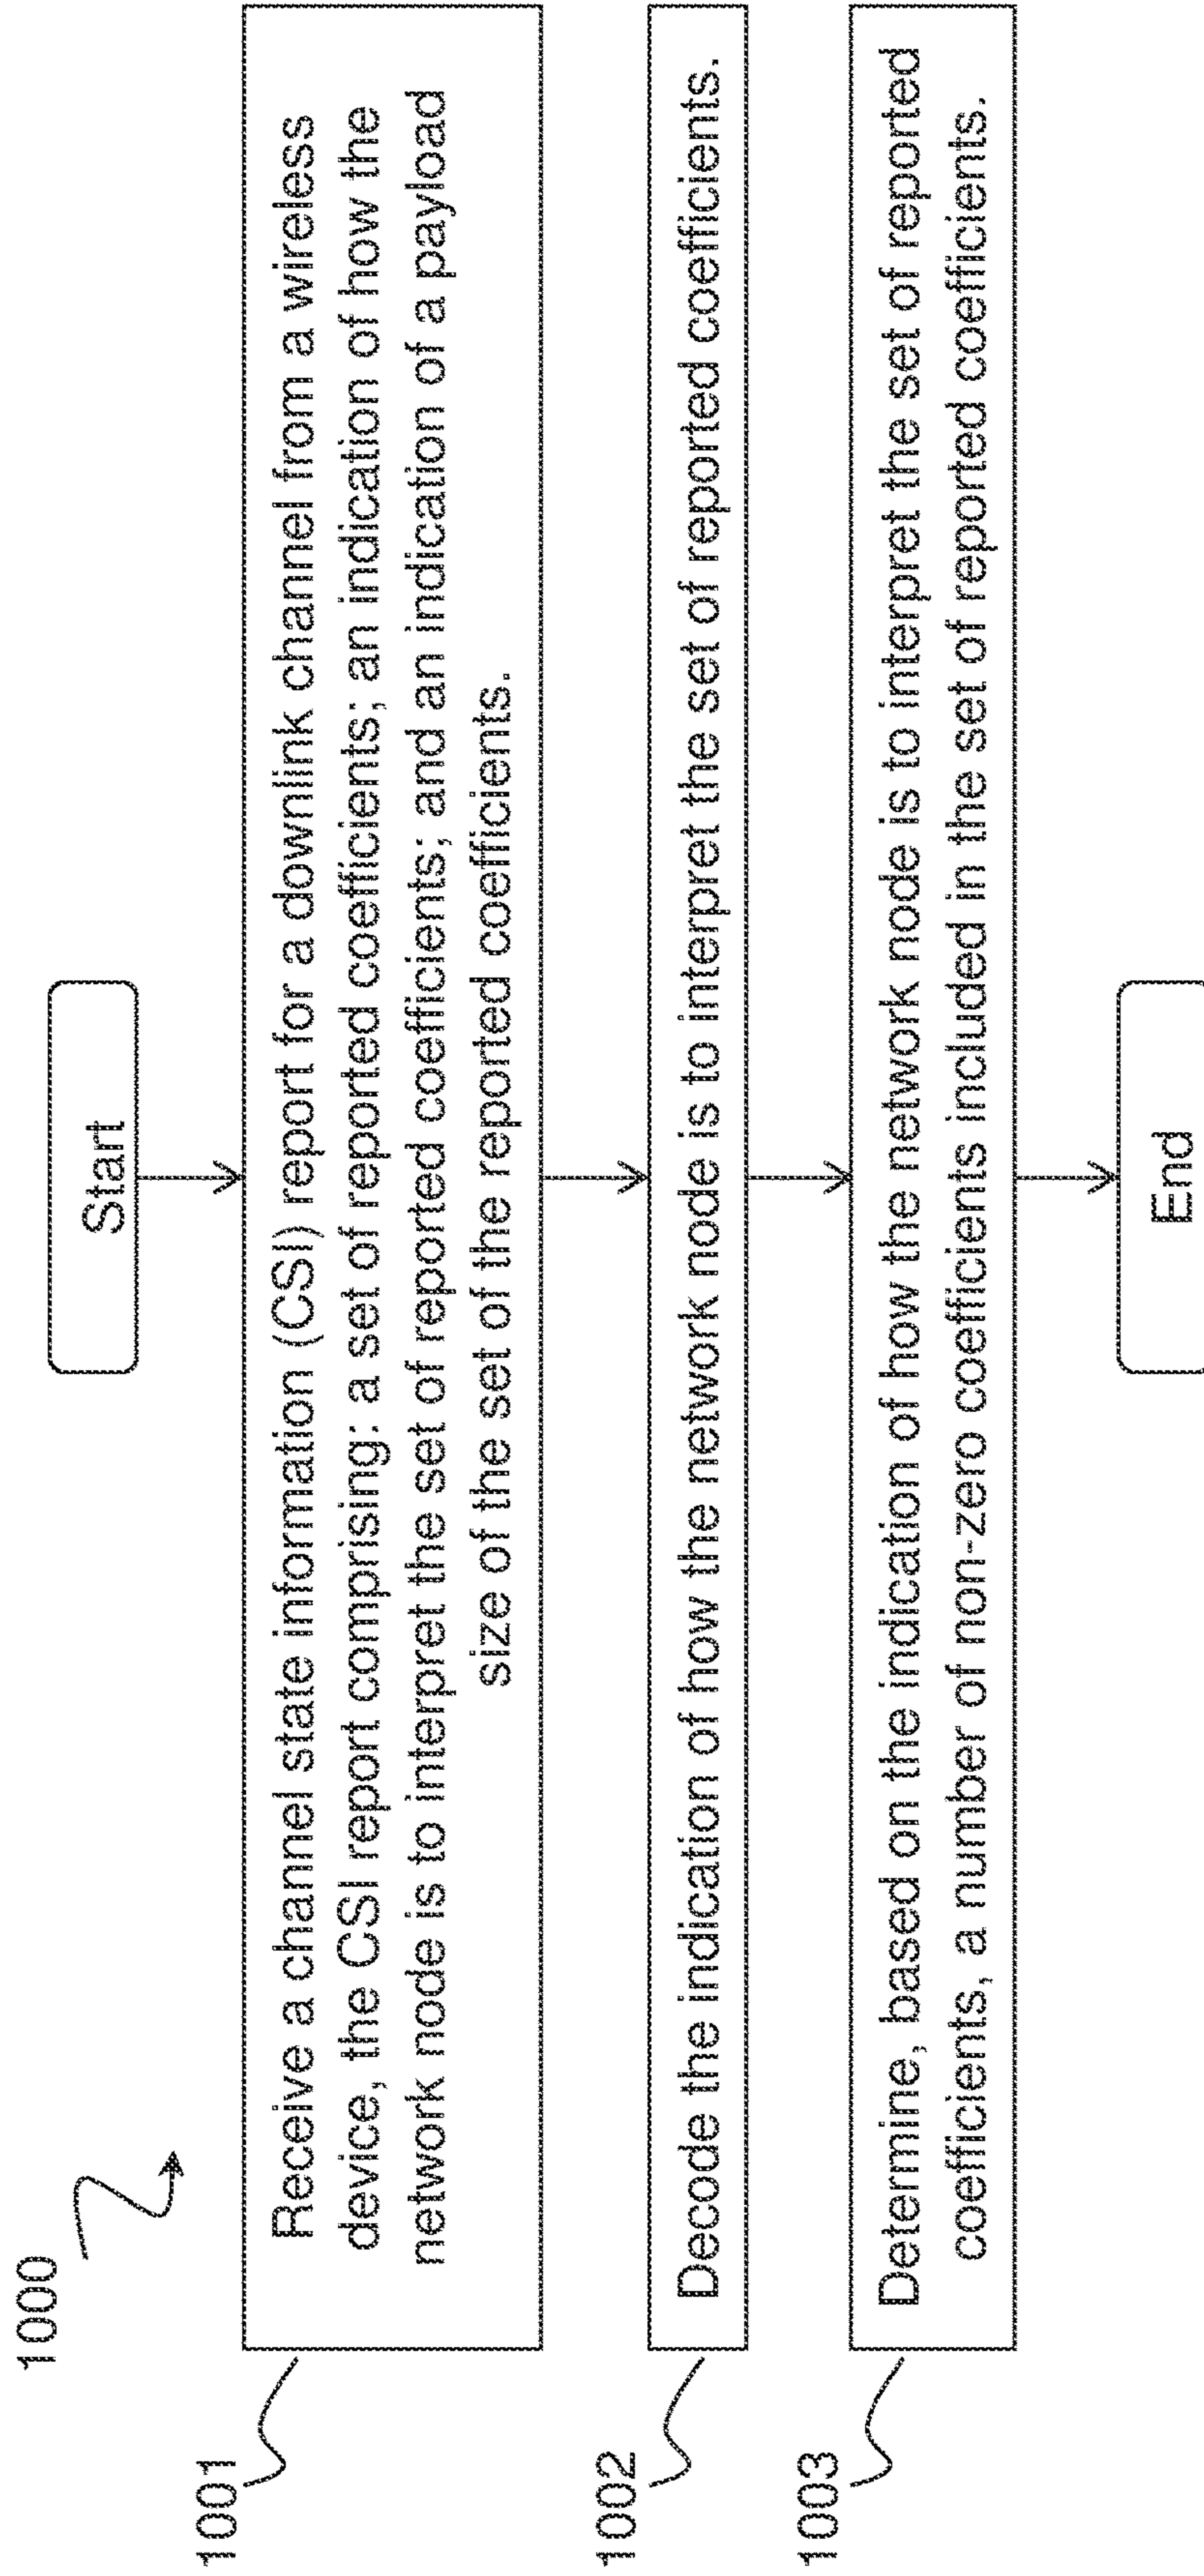 1000
Start
1001
Receive a channel state information (CSI) report for a downlink channel from a wireless
device, the CSI report comprising: a set of reported coefficients; an indication of how the
network node is to interpret the set of reported coefficients; and an indication of a payload
size of the set of the reported coefficients.
1002
Decode the indication of how the network node is to interpret the set of reported coefficients.
1003
Determine, based on the indication of how the network node is to interpret the set of reported
coefficients, a number of non-zero coefficients included in the set of reported coefficients.
End